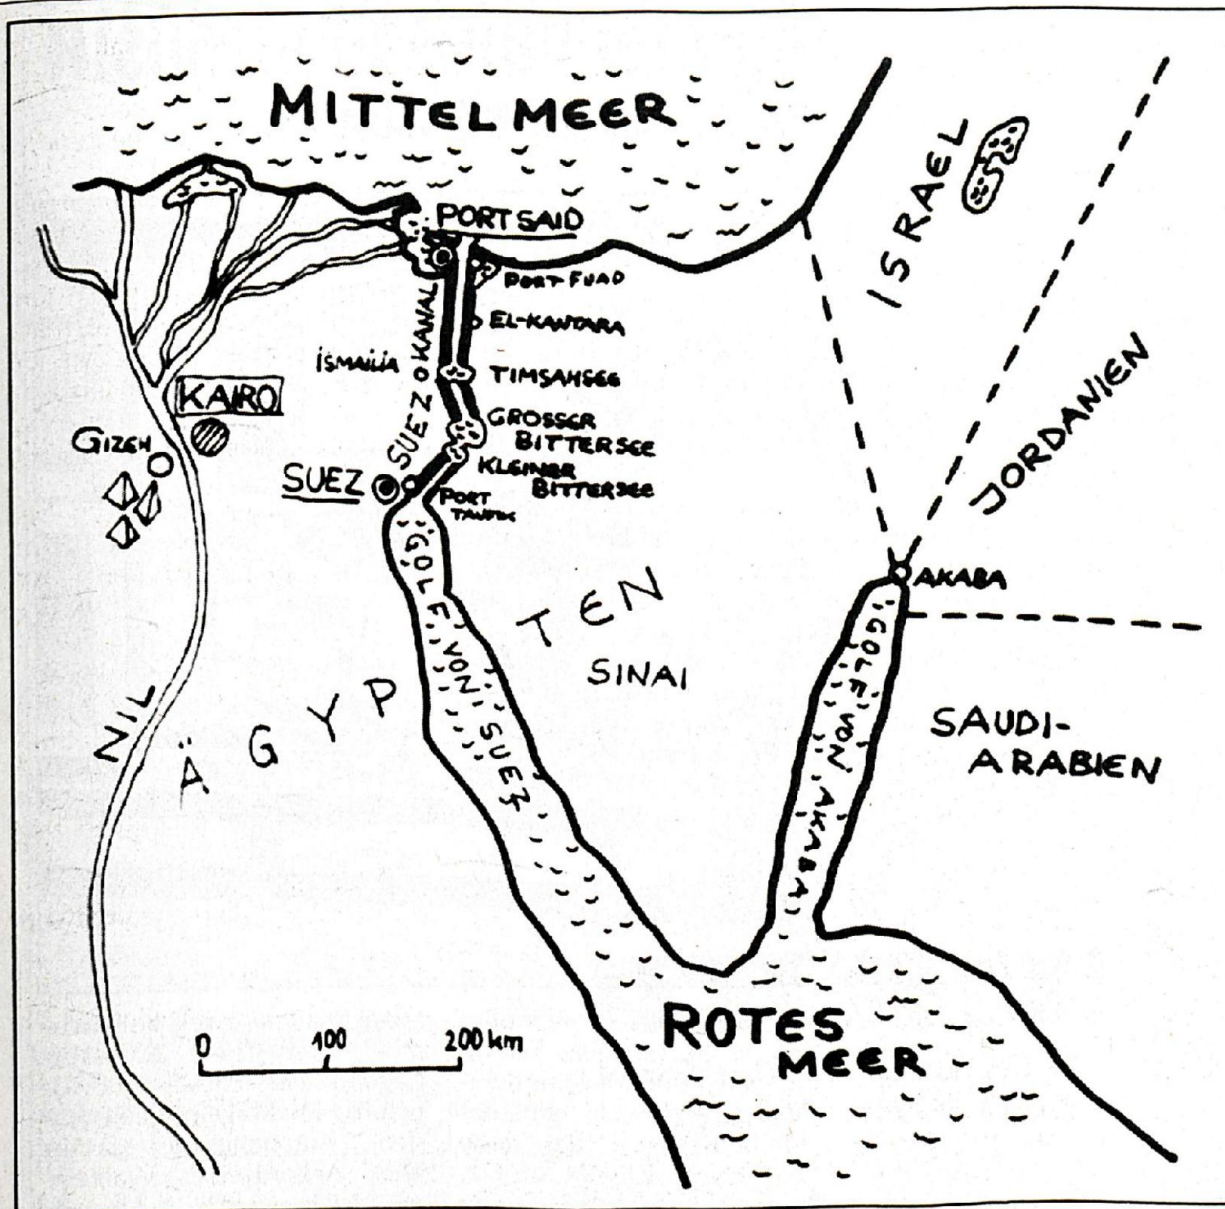 MITTELMEER
PORT SAID
PORT-FUAD
EL-KANTARA
ISMAILIA
SUEZ KANAL
TIMSAHSEE
GROSSER
BITTERSEE
KLEINER
BITTERSEE
KAIRO
GIZEH
SUEZ
PORT
TAUFIK
ISRAEL
JORDANIEN
AKABA
GOLF VON SUEZ
GOLF VON AKABA
SINAI
ÄGYPTEN
NIL
SAUDI-
ARABIEN
ROTES
MEER
0 100 200 km